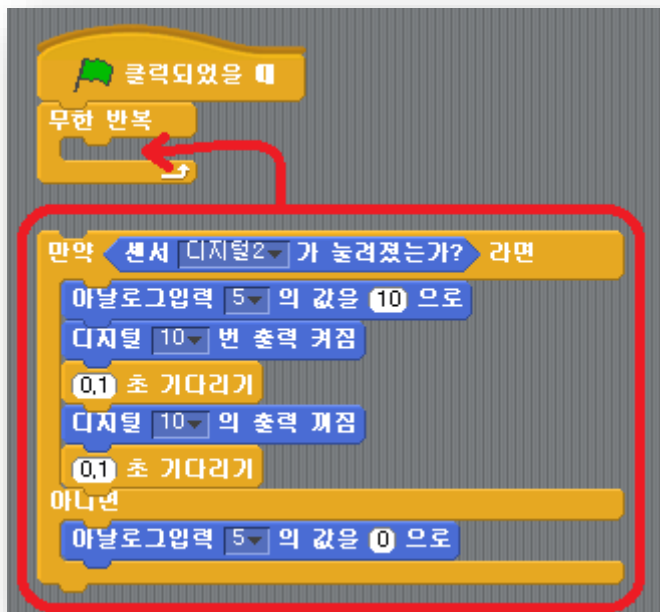 클릭되었을 때
무한 반복
만약 센서 디지털2 가 눌려졌는가? 라면
아날로그입력 5 의 값을 10 으로
디지털 10 번 출력 켜짐
0.1 초 기다리기
디지털 10 의 출력 꺼짐
0.1 초 기다리기
아니면
아날로그입력 5 의 값을 0 으로